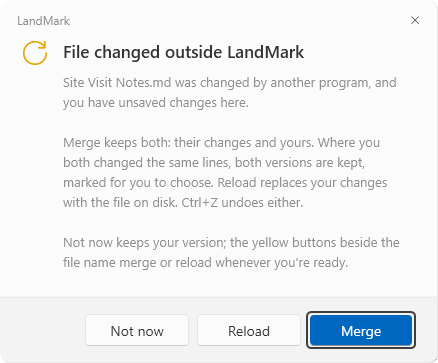 LandMark
File changed outside LandMark
Site Visit Notes.md was changed by another program, and
you have unsaved changes here.
Merge keeps both: their changes and yours. Where you
both changed the same lines, both versions are kept,
marked for you to choose. Reload replaces your changes
with the file on disk. Ctrl+Z undoes either.
Not now keeps your version; the yellow buttons beside the
file name merge or reload whenever you're ready.
Not now
Reload
Merge